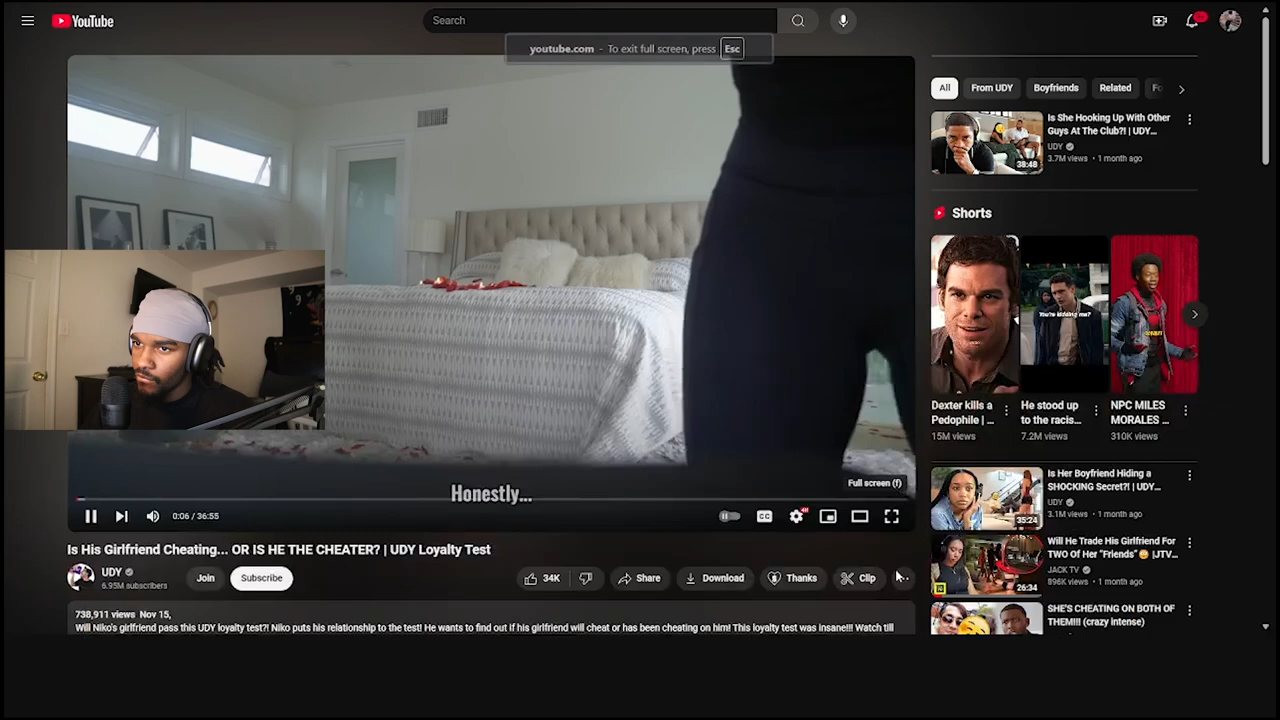 YouTube
Search
youtube.com - To exit full screen, press Esc
Honestly...
Full screen (f)
0:06 / 36:55
CC
Is His Girlfriend Cheating... OR IS HE THE CHEATER? | UDY Loyalty Test
UDY
6.95M subscribers
Join
Subscribe
34K
Share
Download
Thanks
Clip
738,911 views Nov 15,
Will Niko's girlfriend pass this UDY loyalty test?! Niko puts his relationship to the test! He wants to find out if his girlfriend will cheat or has been cheating on him! This loyalty test was insane!!! Watch till
All
From UDY
Boyfriends
Related
Is She Hooking Up With Other
Guys At The Club?! | UDY...
UDY
3.7M views · 1 month ago
38:48
Shorts
You're kidding me?
Dexter kills a
Pedophile | ...
15M views
He stood up
to the racis...
7.2M views
NPC MILES
MORALES ...
310K views
Is Her Boyfriend Hiding a
SHOCKING Secret?! | UDY...
UDY
3.1M views · 1 month ago
35:24
Will He Trade His Girlfriend For
TWO Of Her "Friends"😳 |JTV...
JACK TV
896K views · 1 month ago
26:34
SHE'S CHEATING ON BOTH OF
THEM!!! (crazy intense)